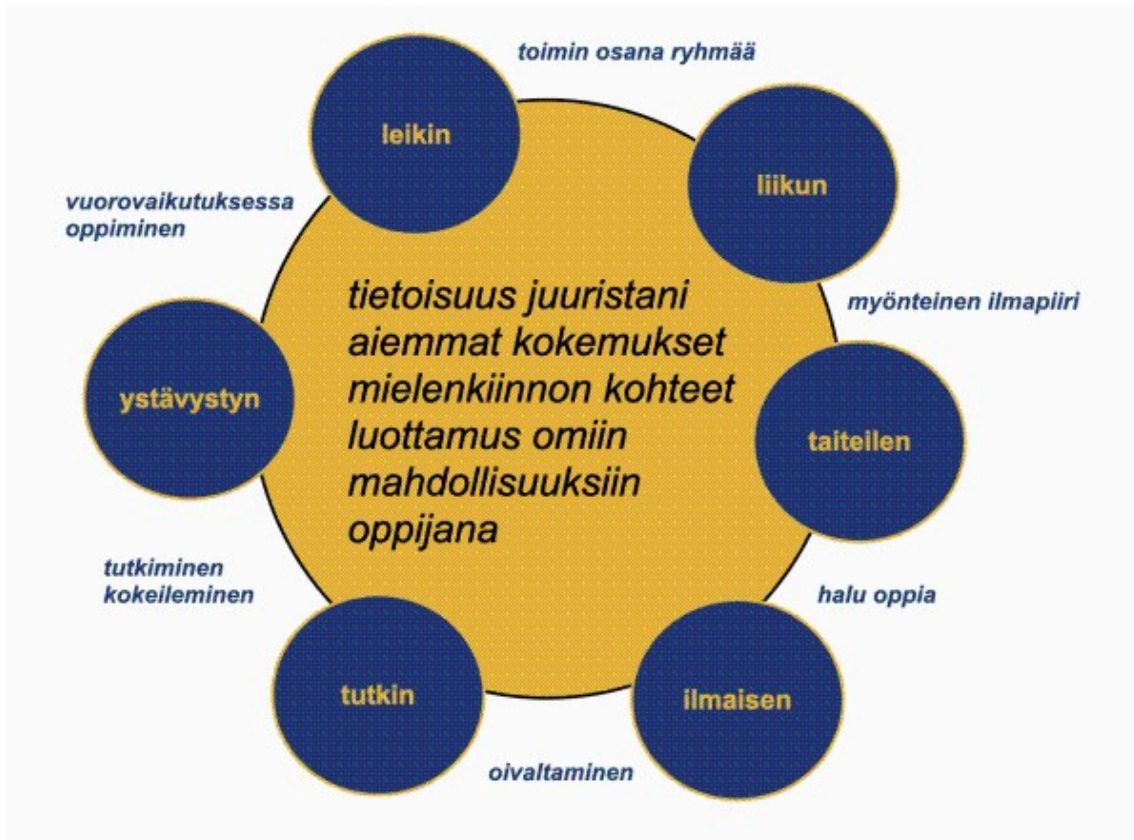 toimin osana ryhmää
leikin
liikun
vuorovaikutuksessa
oppiminen
tietoisuus juuristani
aiemmat kokemukset
mielenkiinnon kohteet
luottamus omiin
mahdollisuuksiin
oppijana
myönteinen ilmapiiri
ystävystyn
taiteilen
tutkiminen
kokeileminen
halu oppia
tutkin
ilmaisen
oivaltaminen